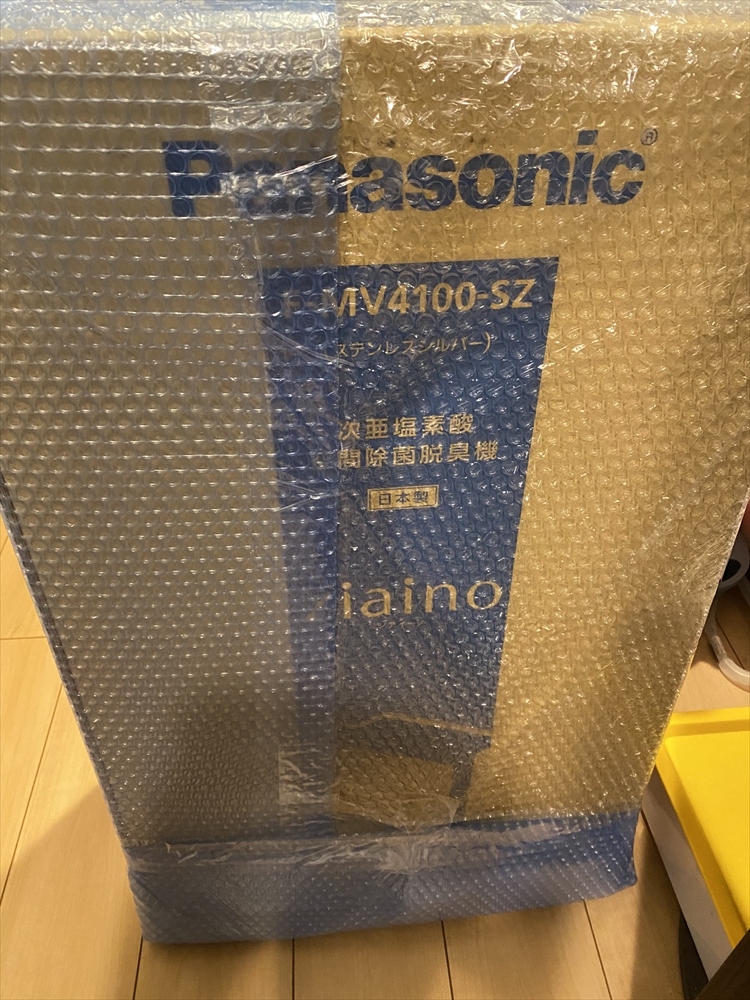 Panasonic®
F-MV4100-SZ
ステンレスシルバー)
次亜塩素酸
間除菌脱臭機
日本製
iaino